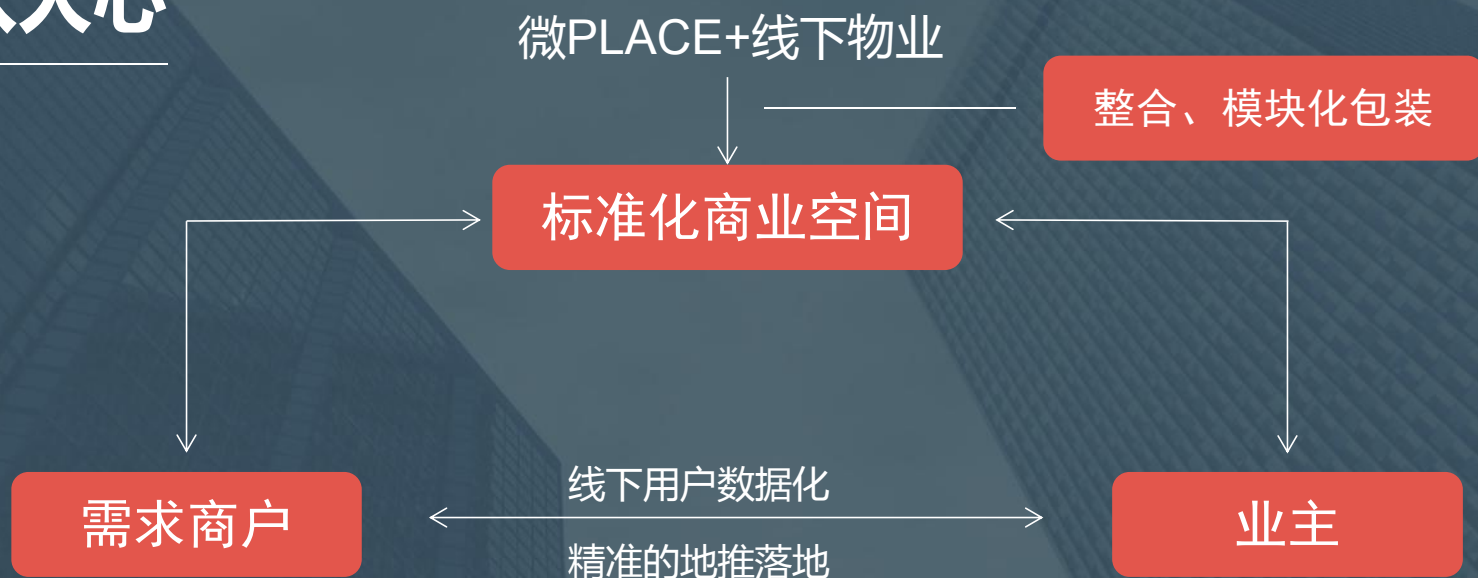 微PLACE+线下物业
整合、模块化包装
标准化商业空间
线下用户数据化
需求商户
业主
精准的地推落地